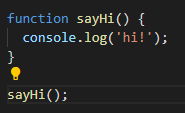 function sayHi() {
  console.log('hi!');
}
sayHi();